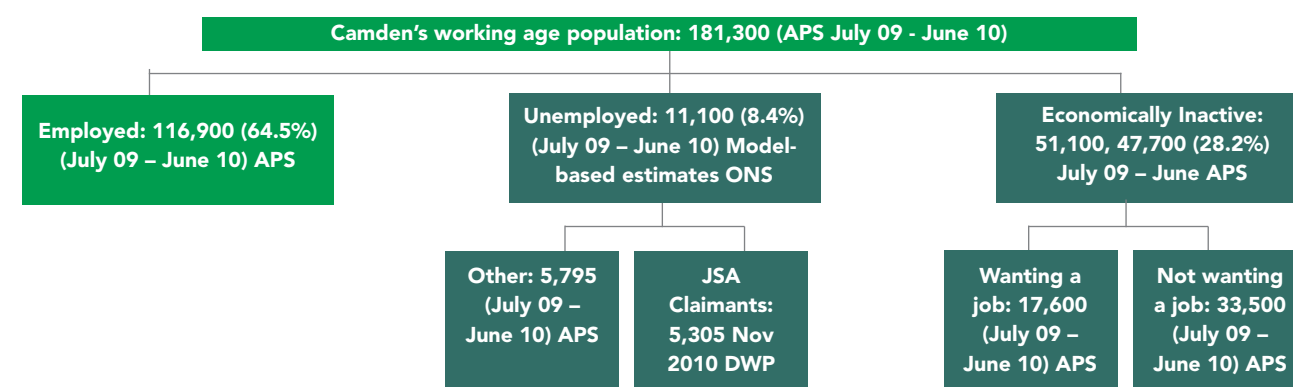 Camden's working age population: 181,300 (APS July 09 - June 10)
Employed: 116,900 (64.5%)
(July 09 – June 10) APS
Unemployed: 11,100 (8.4%)
(July 09 – June 10) Model-
based estimates ONS
Economically Inactive:
51,100, 47,700 (28.2%)
July 09 – June APS
Other: 5,795
(July 09 –
June 10) APS
JSA
Claimants:
5,305 Nov
2010 DWP
Wanting a
job: 17,600
(July 09 –
June 10) APS
Not wanting
a job: 33,500
(July 09 –
June 10) APS